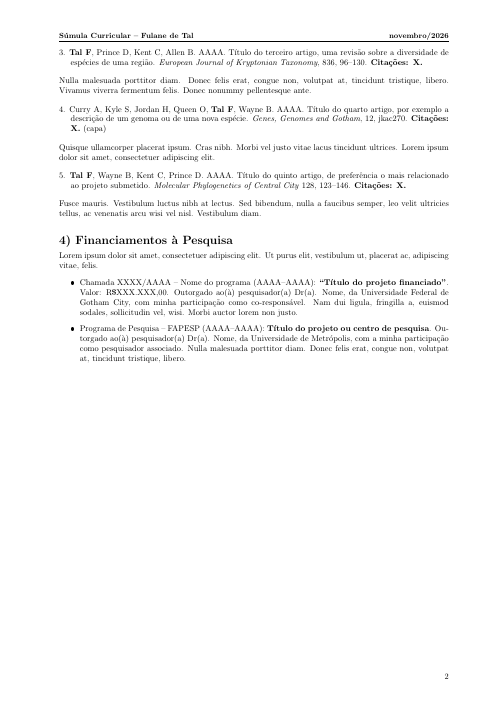 Súmula Curricular – Fulane de Tal novembro/2026
3. Tal F, Prince D, Kent C, Allen B. AAAA. Título do terceiro artigo, uma revisão sobre a diversidade de
espécies de uma região. European Journal of Kryptonian Taxonomy, 836, 96–130. Citações: X.
Nulla malesuada porttitor diam. Donec felis erat, congue non, volutpat at, tincidunt tristique, libero.
Vivamus viverra fermentum felis. Donec nonummy pellentesque ante.
4. Curry A, Kyle S, Jordan H, Queen O, Tal F, Wayne B. AAAA. Título do quarto artigo, por exemplo a
descrição de um genoma ou de uma nova espécie. Genes, Genomes and Gotham, 12, jkac270. Citações:
X. (capa)
Quisque ullamcorper placerat ipsum. Cras nibh. Morbi vel justo vitae lacus tincidunt ultrices. Lorem ipsum
dolor sit amet, consectetuer adipiscing elit.
5. Tal F, Wayne B, Kent C, Prince D. AAAA. Título do quinto artigo, de preferência o mais relacionado
ao projeto submetido. Molecular Phylogenetics of Central City 128, 123–146. Citações: X.
Fusce mauris. Vestibulum luctus nibh at lectus. Sed bibendum, nulla a faucibus semper, leo velit ultricies
tellus, ac venenatis arcu wisi vel nisl. Vestibulum diam.
4) Financiamentos à Pesquisa
Lorem ipsum dolor sit amet, consectetuer adipiscing elit. Ut purus elit, vestibulum ut, placerat ac, adipiscing
vitae, felis.
• Chamada XXXX/AAAA – Nome do programa (AAAA–AAAA): “Título do projeto financiado”.
Valor: R$XXX.XXX,00. Outorgado ao(à) pesquisador(a) Dr(a). Nome, da Universidade Federal de
Gotham City, com minha participação como co-responsável. Nam dui ligula, fringilla a, euismod
sodales, sollicitudin vel, wisi. Morbi auctor lorem non justo.
• Programa de Pesquisa – FAPESP (AAAA–AAAA): Título do projeto ou centro de pesquisa. Ou-
torgado ao(à) pesquisador(a) Dr(a). Nome, da Universidade de Metrópolis, com a minha participação
como pesquisador associado. Nulla malesuada porttitor diam. Donec felis erat, congue non, volutpat
at, tincidunt tristique, libero.
2